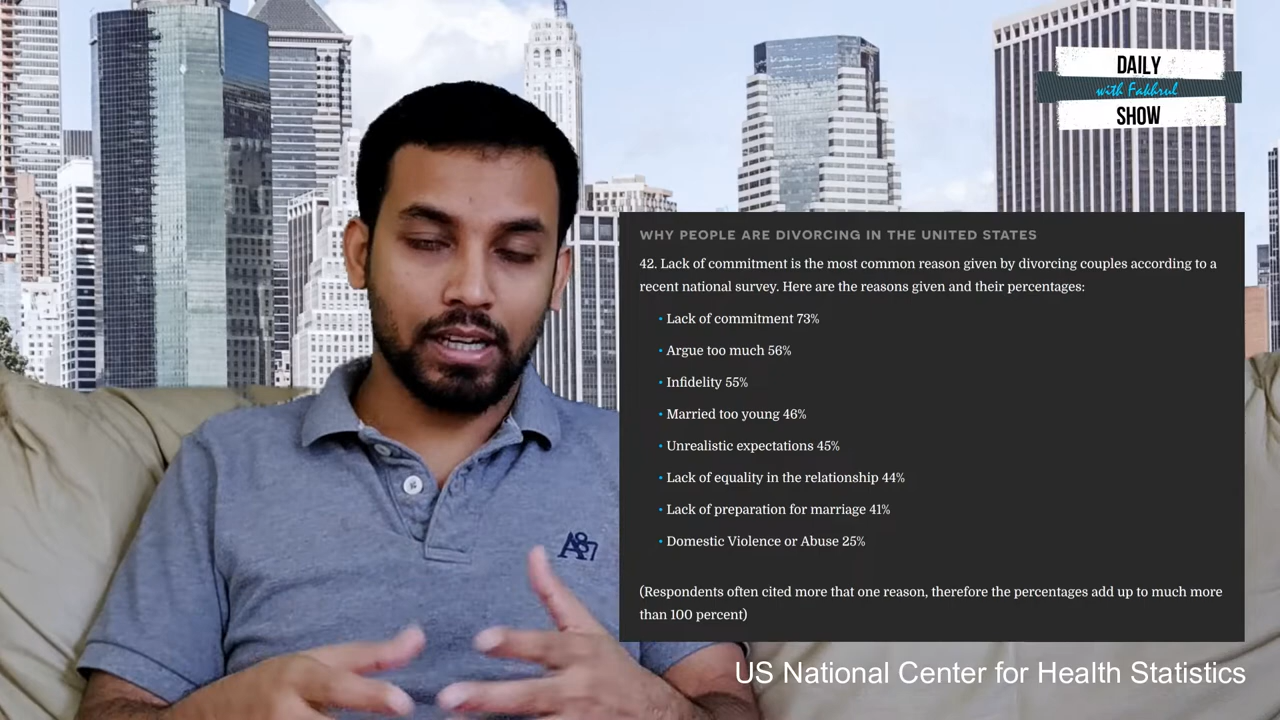 DAILY
with Fakhrul
SHOW
WHY PEOPLE ARE DIVORCING IN THE UNITED STATES
42. Lack of commitment is the most common reason given by divorcing couples according to a
recent national survey. Here are the reasons given and their percentages:
• Lack of commitment 73%
• Argue too much 56%
• Infidelity 55%
• Married too young 46%
• Unrealistic expectations 45%
• Lack of equality in the relationship 44%
• Lack of preparation for marriage 41%
• Domestic Violence or Abuse 25%
(Respondents often cited more that one reason, therefore the percentages add up to much more
than 100 percent)
A87
US National Center for Health Statistics